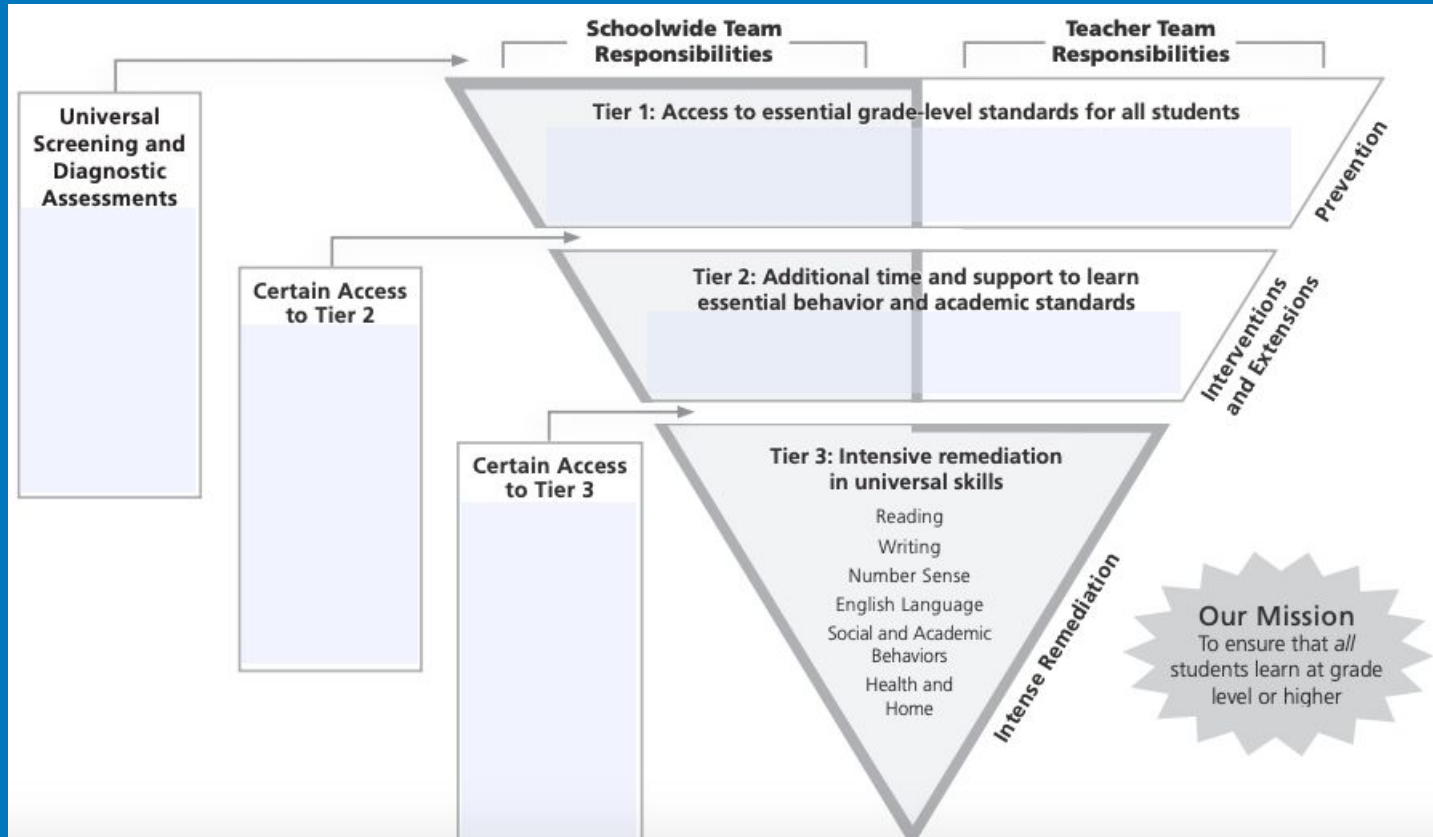 Schoolwide Team
Responsibilities
Teacher Team
Responsibilities
Universal
Screening and
Diagnostic
Assessments
Tier 1: Access to essential grade-level standards for all students
Prevention
Certain Access
to Tier 2
Tier 2: Additional time and support to learn
essential behavior and academic standards
Interventions
and Extensions
Certain Access
to Tier 3
Tier 3: Intensive remediation
in universal skills
Reading
Writing
Number Sense
English Language
Social and Academic
Behaviors
Health and
Home
Intense Remediation
Our Mission
To ensure that all
students learn at grade
level or higher